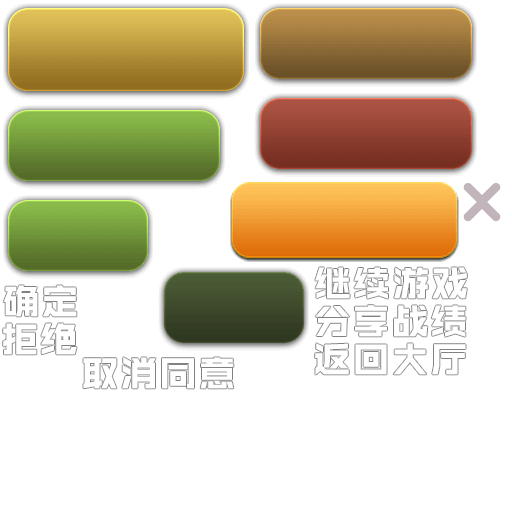 继续游戏
确定
分享战绩
拒绝
返回大厅
取消同意